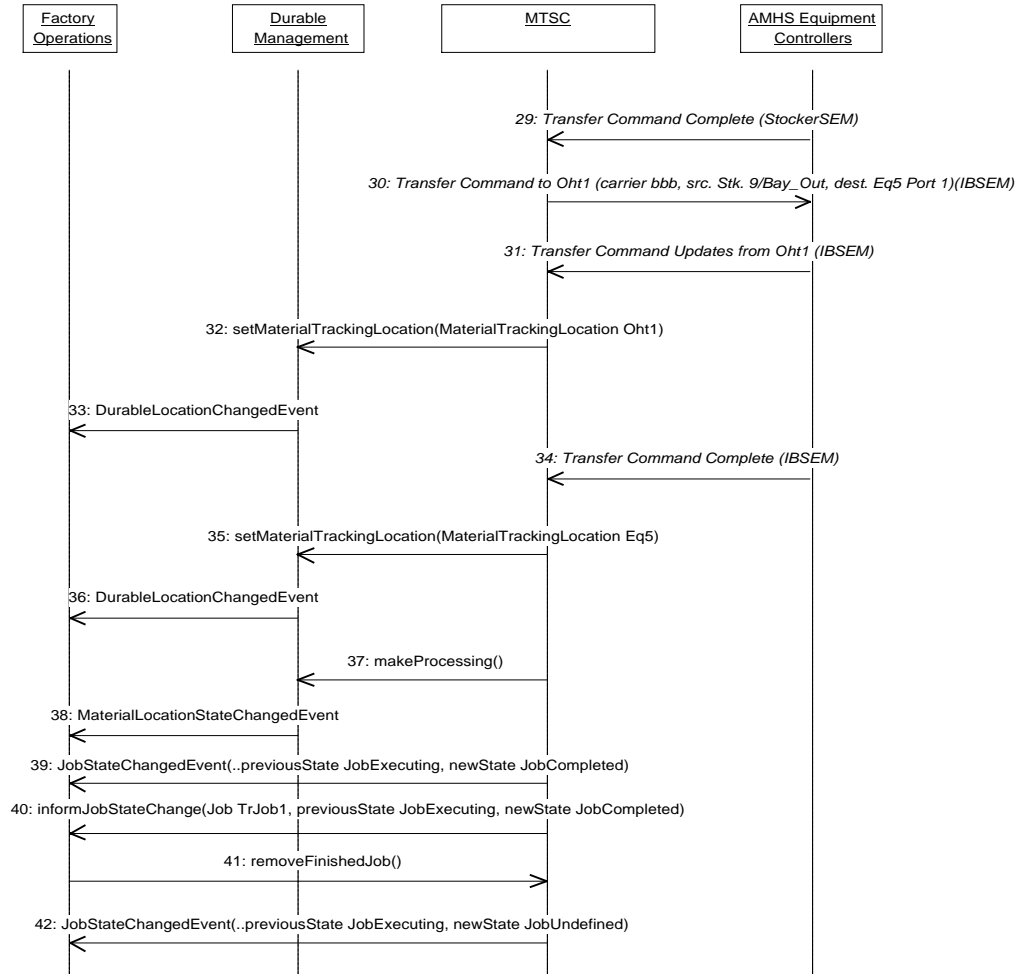 Factory
Operations
Durable
Management
MTSC
AMHS Equipment
Controllers
29: Transfer Command Complete (StockerSEM)
30: Transfer Command to Oht1 (carrier bbb, src. Stk. 9/Bay_Out, dest. Eq5 Port 1)(IBSEM)
31: Transfer Command Updates from Oht1 (IBSEM)
32: setMaterialTrackingLocation(MaterialTrackingLocation Oht1)
33: DurableLocationChangedEvent
34: Transfer Command Complete (IBSEM)
35: setMaterialTrackingLocation(MaterialTrackingLocation Eq5)
36: DurableLocationChangedEvent
37: makeProcessing()
38: MaterialLocationStateChangedEvent
39: JobStateChangedEvent(..previousState JobExecuting, newState JobCompleted)
40: informJobStateChange(Job TrJob1, previousState JobExecuting, newState JobCompleted)
41: removeFinishedJob()
42: JobStateChangedEvent(..previousState JobExecuting, newState JobUndefined)